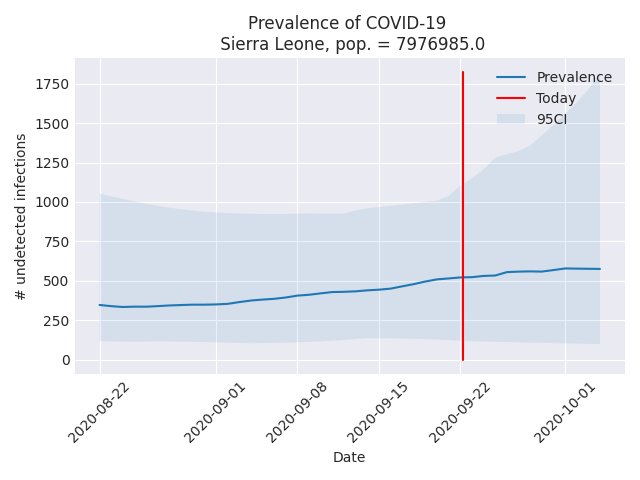 Prevalence of COVID-19
Sierra Leone, pop. = 7976985.0
1750
1500
1250
1000
750
500
250
0
# undetected infections
Prevalence
Today
95CI
2020-08-22
2020-09-01
2020-09-08
2020-09-15
2020-09-22
2020-10-01
Date